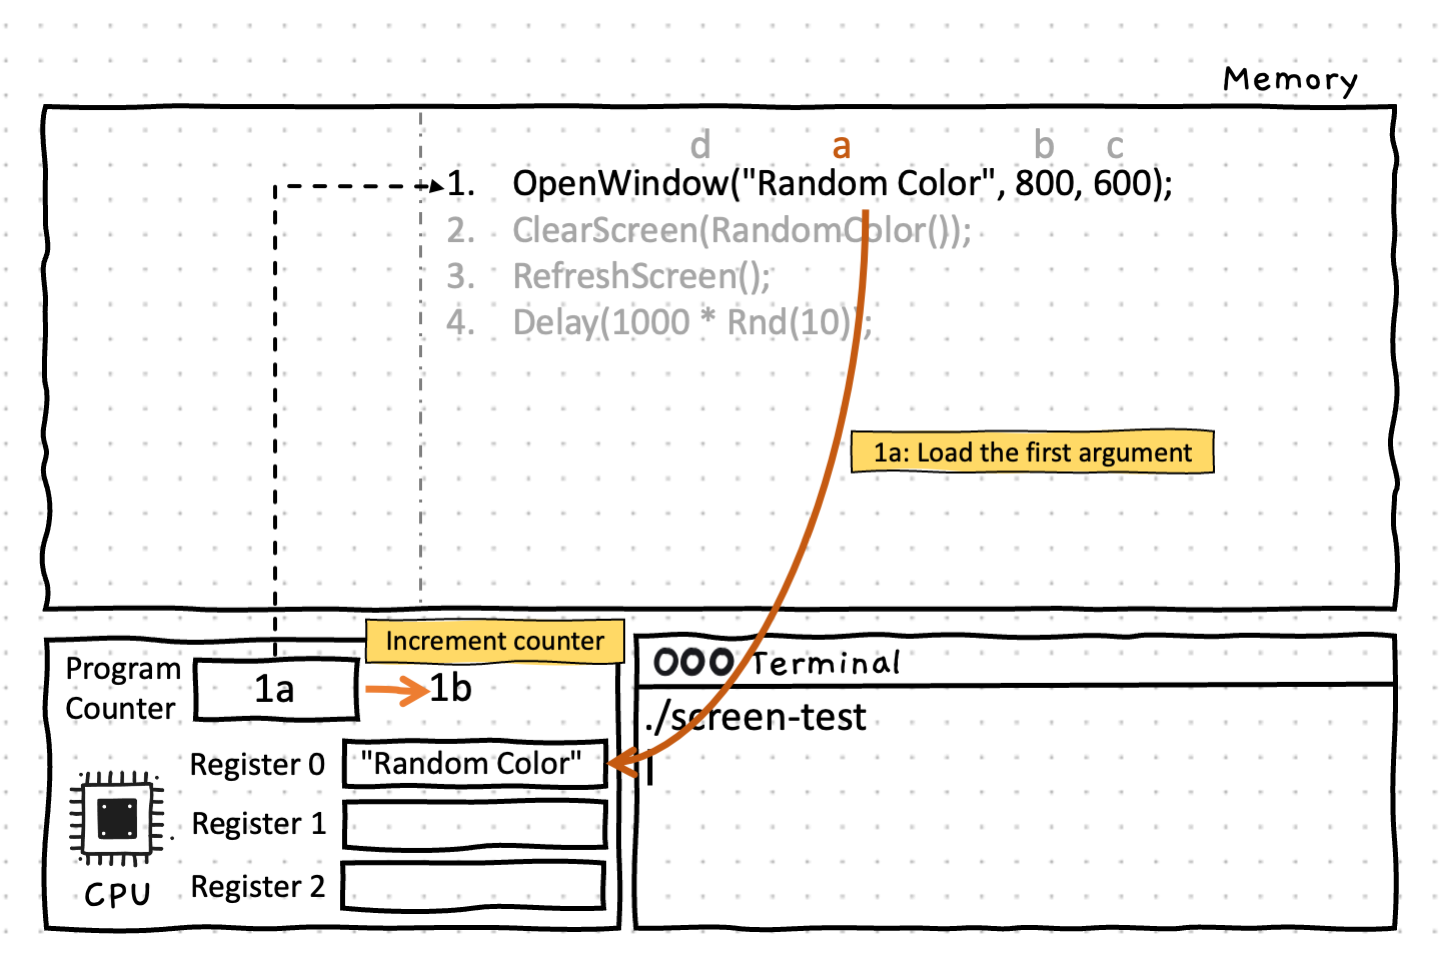 Memory
d a b c
1. OpenWindow("Random Color", 800, 600);
2. ClearScreen(RandomColor());
3. RefreshScreen();
4. Delay(1000 * Rnd(10));
1a: Load the first argument
Increment counter
Program Counter
1a
1b
Register 0
"Random Color"
Register 1
Register 2
CPU
Terminal
./screen-test